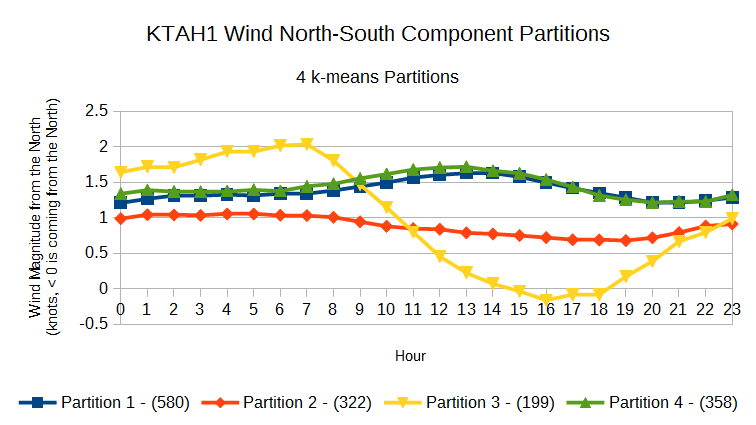 KTAH1 Wind North-South Component Partitions
4 k-means Partitions
Wind Magnitude from the North
(knots, < 0 is coming from the North)
2.5
2
1.5
1
0.5
0
-0.5
0 1 2 3 4 5 6 7 8 9 10 11 12 13 14 15 16 17 18 19 20 21 22 23
Hour
Partition 1 - (580) Partition 2 - (322) Partition 3 - (199) Partition 4 - (358)